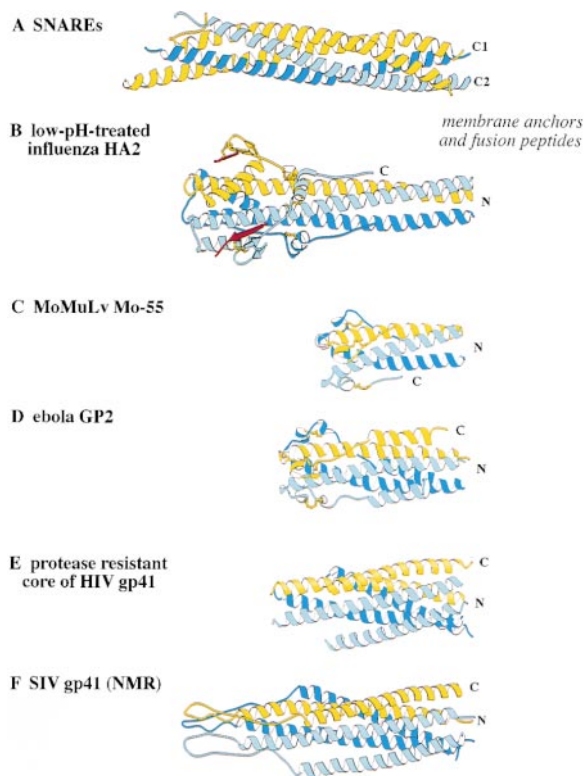 A SNAREs
C1
C2
membrane anchors
and fusion peptides
B low-pH-treated
influenza HA2
C
N
C MoMuLv Mo-55
N
C
D ebola GP2
C
N
E protease resistant
core of HIV gp41
C
N
F SIV gp41 (NMR)
C
N